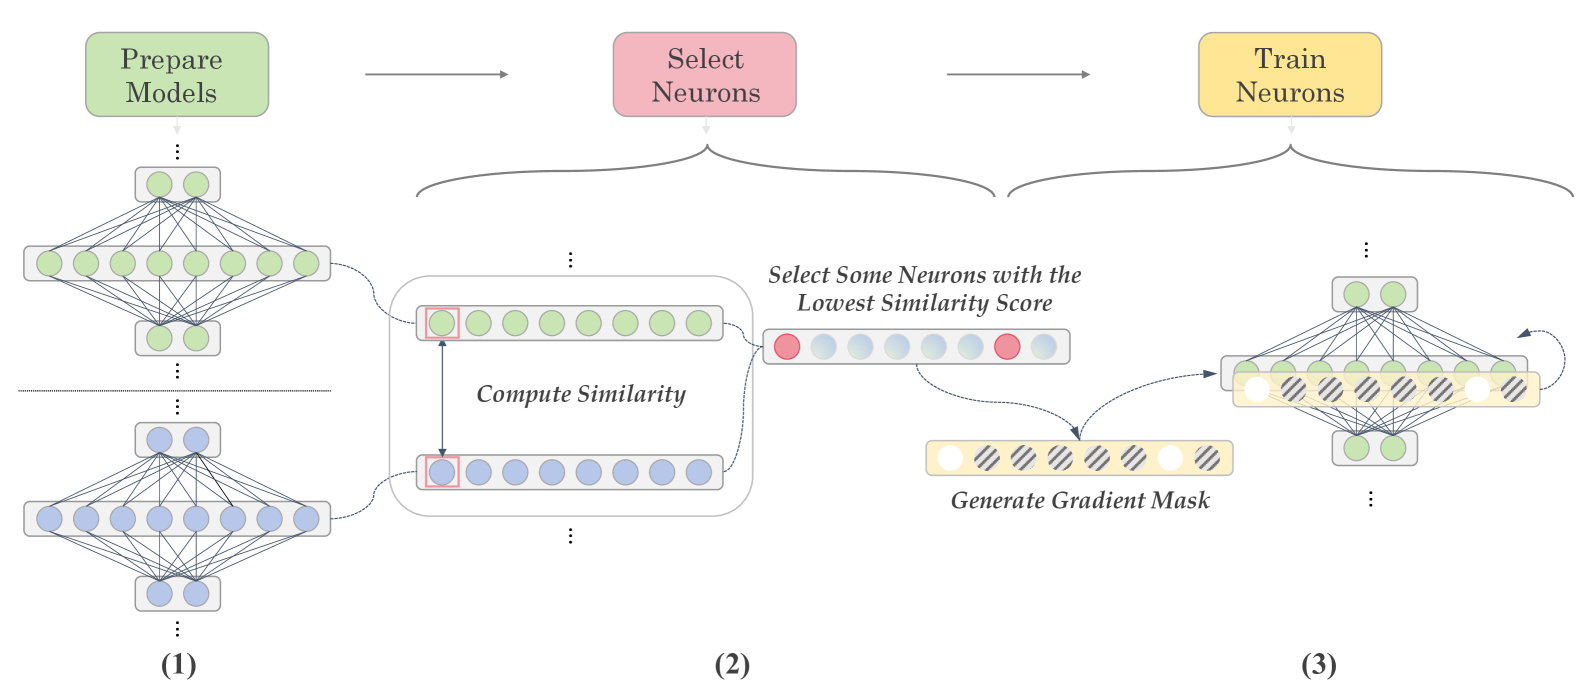 Prepare
Models
Select
Neurons
Train
Neurons
Select Some Neurons with the
Lowest Similarity Score
Compute Similarity
Generate Gradient Mask
(1)
(2)
(3)